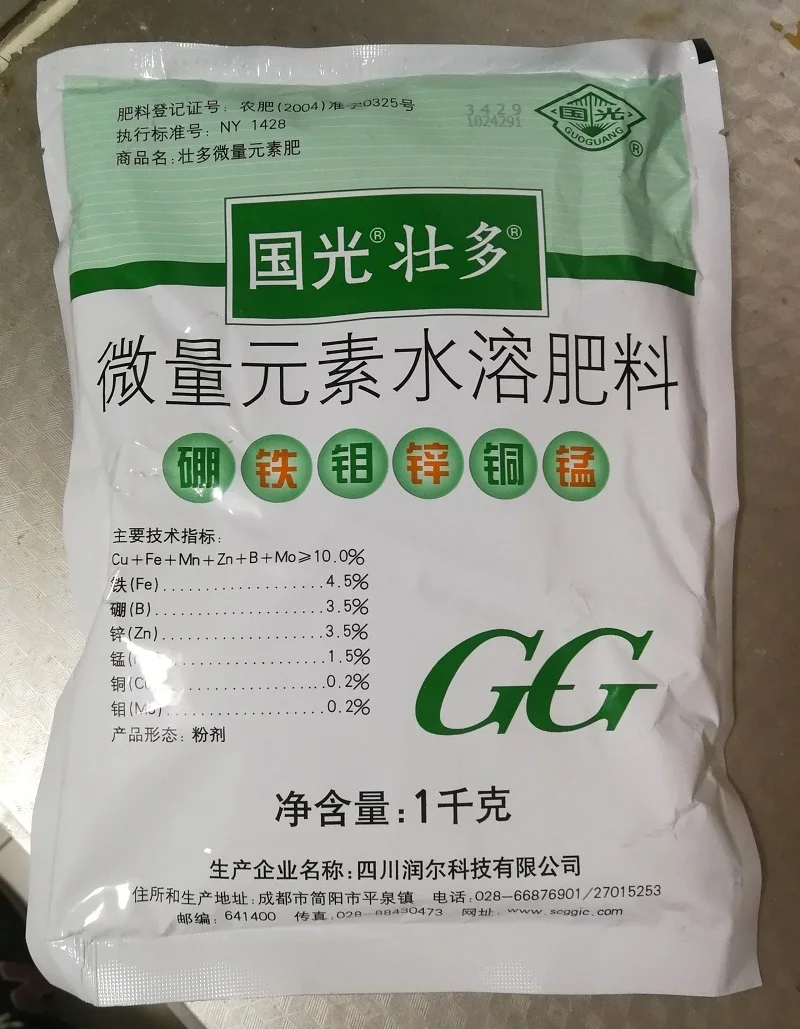 肥料登记证号: 农肥(2004)准字0325号
执行标准号: NY 1428
商品名:壮多微量元素肥
3429
1024291
国光
GUOGUANG
®
国光®壮多®
微量元素水溶肥料
硼 铁 钼 锌 铜 锰
主要技术指标:
Cu+Fe+Mn+Zn+B+Mo≥10.0%
铁(Fe)....................4.5%
硼(B).....................3.5%
锌(Zn)....................3.5%
锰( ....................1.5%
铜(C ....................0.2%
钼(Mo)....................0.2%
产品形态: 粉剂
GG
净含量:1千克
生产企业名称:四川润尔科技有限公司
住所和生产地址:成都市简阳市平泉镇 电话:028-66876901/27015253
邮编: 641400 传真:028-88430473 网址: www.scggic.com